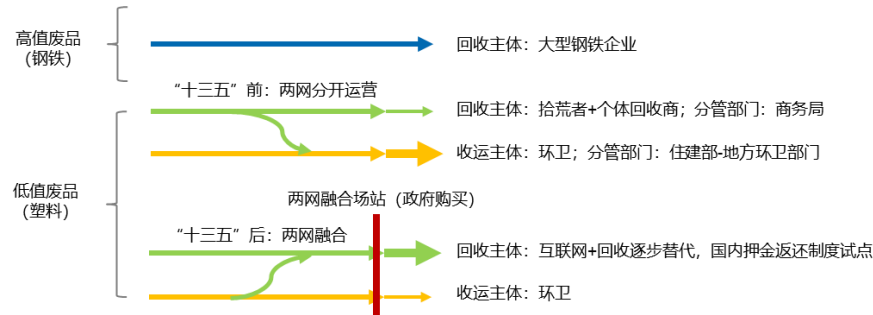 高值废品
（钢铁）
回收主体：大型钢铁企业
“十三五”前：两网分开运营
回收主体：拾荒者+个体回收商；分管部门：商务局
收运主体：环卫；分管部门：住建部-地方环卫部门
低值废品
（塑料）
两网融合场站（政府购买）
“十三五”后：两网融合
回收主体：互联网+回收逐步替代，国内押金返还制度试点
收运主体：环卫